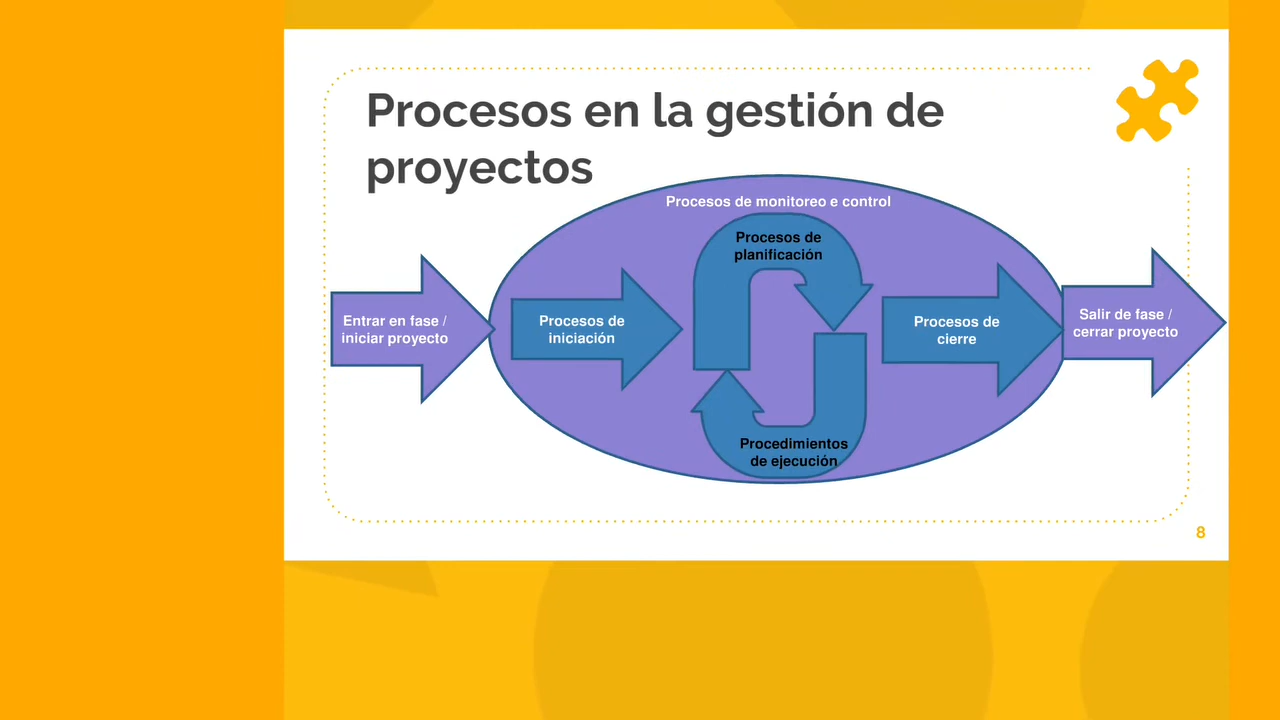 Procesos en la gestión de
proyectos
Procesos de monitoreo e control
Procesos de
planificación
Entrar en fase /
iniciar proyecto
Procesos de
iniciación
Procesos de
cierre
Salir de fase /
cerrar proyecto
Procedimientos
de ejecución
8